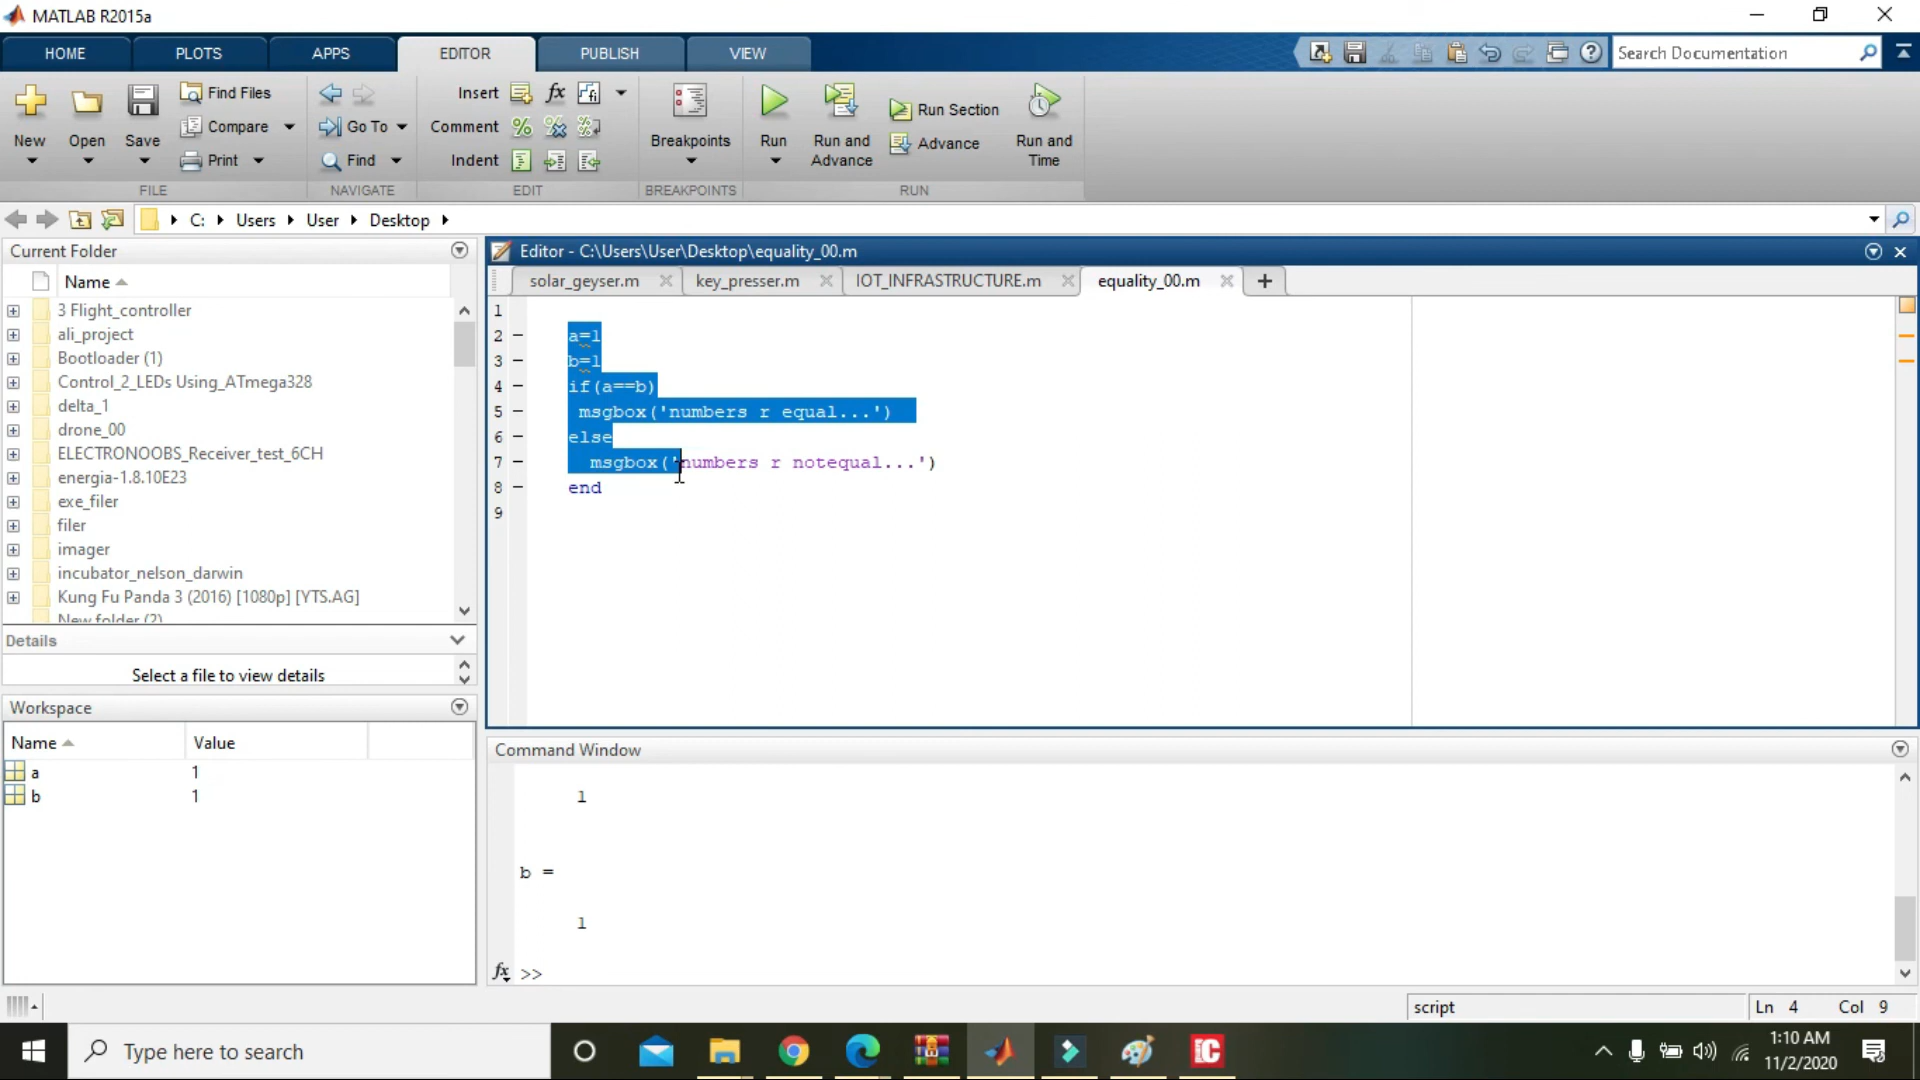 MATLAB R2015a
HOME PLOTS APPS EDITOR PUBLISH VIEW
Search Documentation
New Open Save
Find Files
Compare
Print
Go To
Find
Insert fx
Comment
Indent
Breakpoints
Run
Run and Advance
Run Section
Advance
Run and Time
FILE NAVIGATE EDIT BREAKPOINTS RUN
C: Users User Desktop
Current Folder
Name
3 Flight_controller
ali_project
Bootloader (1)
Control_2_LEDs Using_ATmega328
delta_1
drone_00
ELECTRONOOBS_Receiver_test_6CH
energia-1.8.10E23
exe_filer
filer
imager
incubator_nelson_darwin
Kung Fu Panda 3 (2016) [1080p] [YTS.AG]
New folder (2)
Details
Select a file to view details
Workspace
Name Value
a 1
b 1
Editor - C:\Users\User\Desktop\equality_00.m
solar_geyser.m key_presser.m IOT_INFRASTRUCTURE.m equality_00.m
1
2 a=1
3 b=1
4 if(a==b)
5 msgbox('numbers r equal...')
6 else
7 msgbox('numbers r notequal...')
8 end
9
Command Window
1
b =
1
fx >>
script Ln 4 Col 9
Type here to search
1:10 AM
11/2/2020